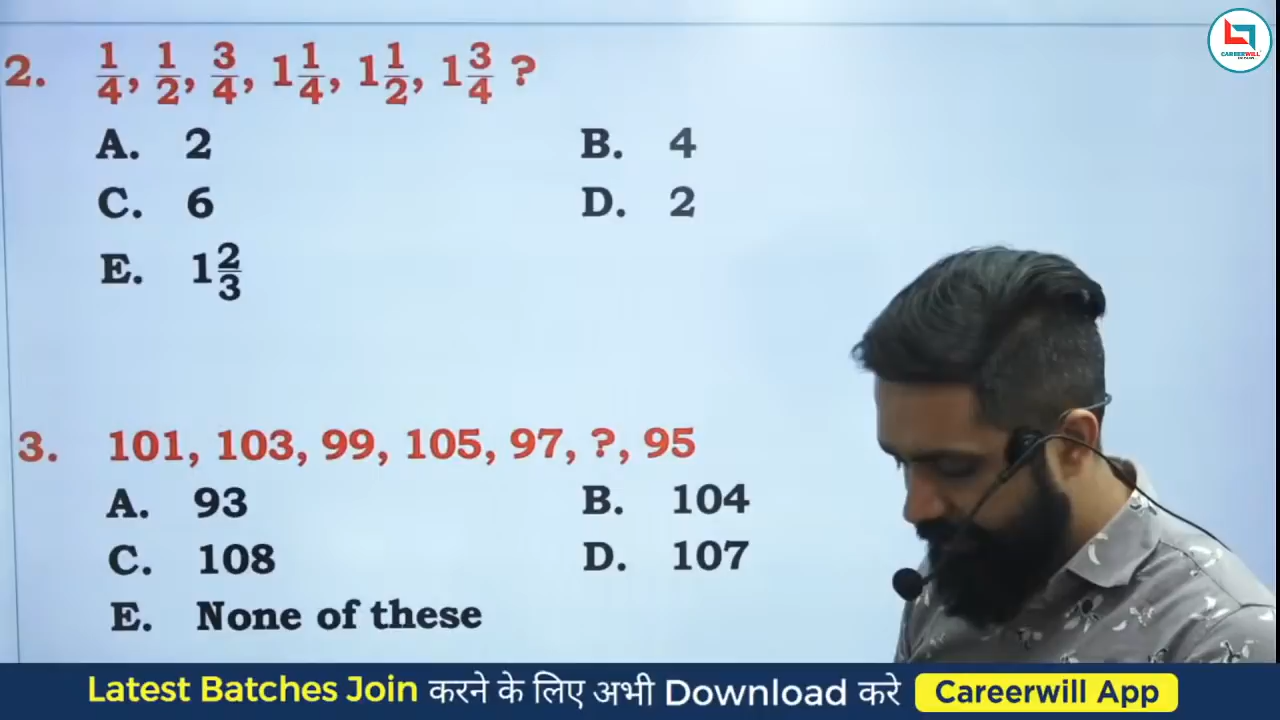 CAREERWILL
2. 1/4, 1/2, 3/4, 1 1/4, 1 1/2, 1 3/4 ?
A. 2 B. 4
C. 6 D. 2
E. 1 2/3
3. 101, 103, 99, 105, 97, ?, 95
A. 93 B. 104
C. 108 D. 107
E. None of these
Latest Batches Join करने के लिए अभी Download करे Careerwill App